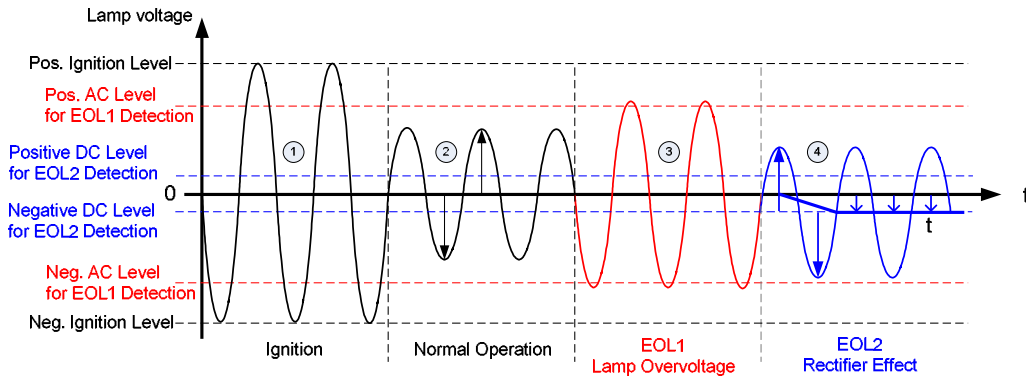 Lamp voltage
Pos. Ignition Level
Pos. AC Level
for EOL1 Detection
Positive DC Level
for EOL2 Detection
0
Negative DC Level
for EOL2 Detection
Neg. AC Level
for EOL1 Detection
Neg. Ignition Level
1
2
3
4
t
t
Ignition
Normal Operation
EOL1
Lamp Overvoltage
EOL2
Rectifier Effect